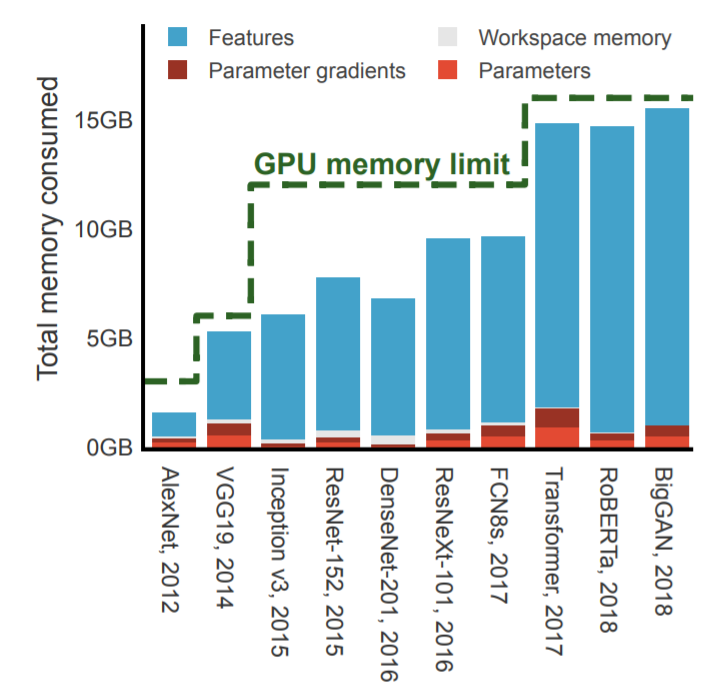 Features
Workspace memory
Parameter gradients
Parameters
Total memory consumed
15GB
10GB
5GB
0GB
GPU memory limit
AlexNet, 2012
VGG19, 2014
Inception v3, 2015
ResNet-152, 2015
DenseNet-201, 2016
ResNeXt-101, 2016
FCN8s, 2017
Transformer, 2017
RoBERTa, 2018
BigGAN, 2018